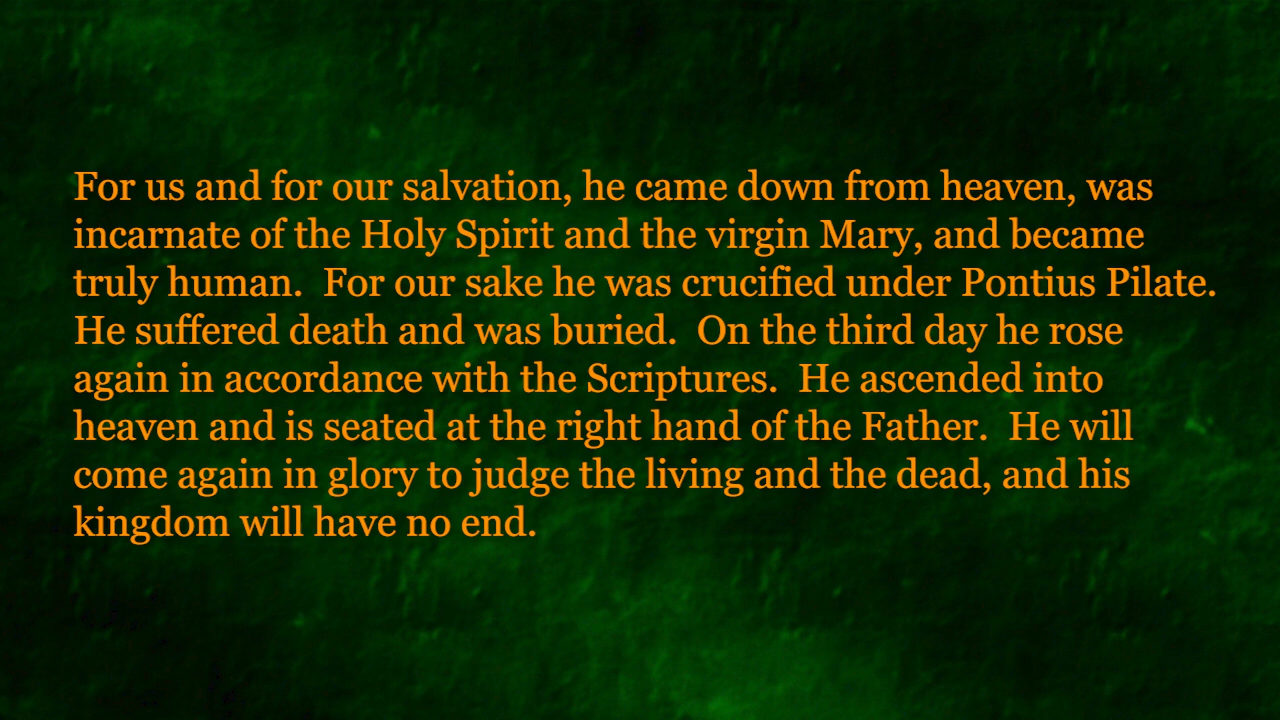 For us and for our salvation, he came down from heaven, was
incarnate of the Holy Spirit and the virgin Mary, and became
truly human.  For our sake he was crucified under Pontius Pilate.
He suffered death and was buried.  On the third day he rose
again in accordance with the Scriptures.  He ascended into
heaven and is seated at the right hand of the Father.  He will
come again in glory to judge the living and the dead, and his
kingdom will have no end.